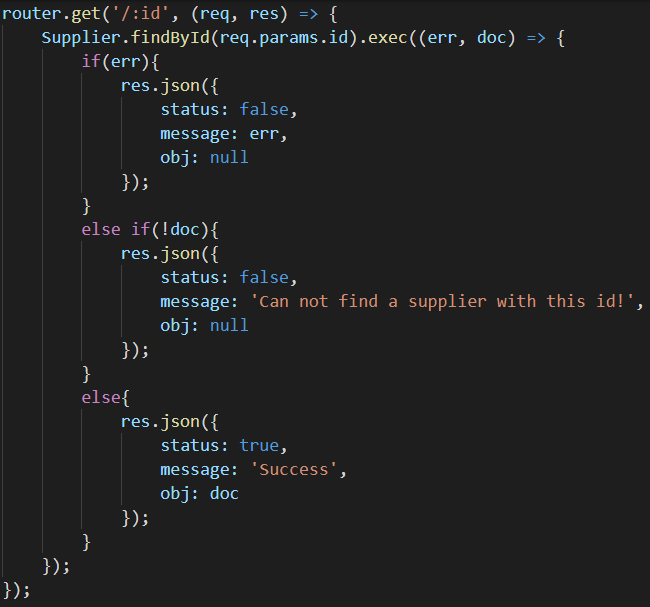 router.get('/:id', (req, res) => {
    Supplier.findById(req.params.id).exec((err, doc) => {
        if(err){
            res.json({
                status: false,
                message: err,
                obj: null
            });
        }
        else if(!doc){
            res.json({
                status: false,
                message: 'Can not find a supplier with this id!',
                obj: null
            });
        }
        else{
            res.json({
                status: true,
                message: 'Success',
                obj: doc
            });
        }
    });
});